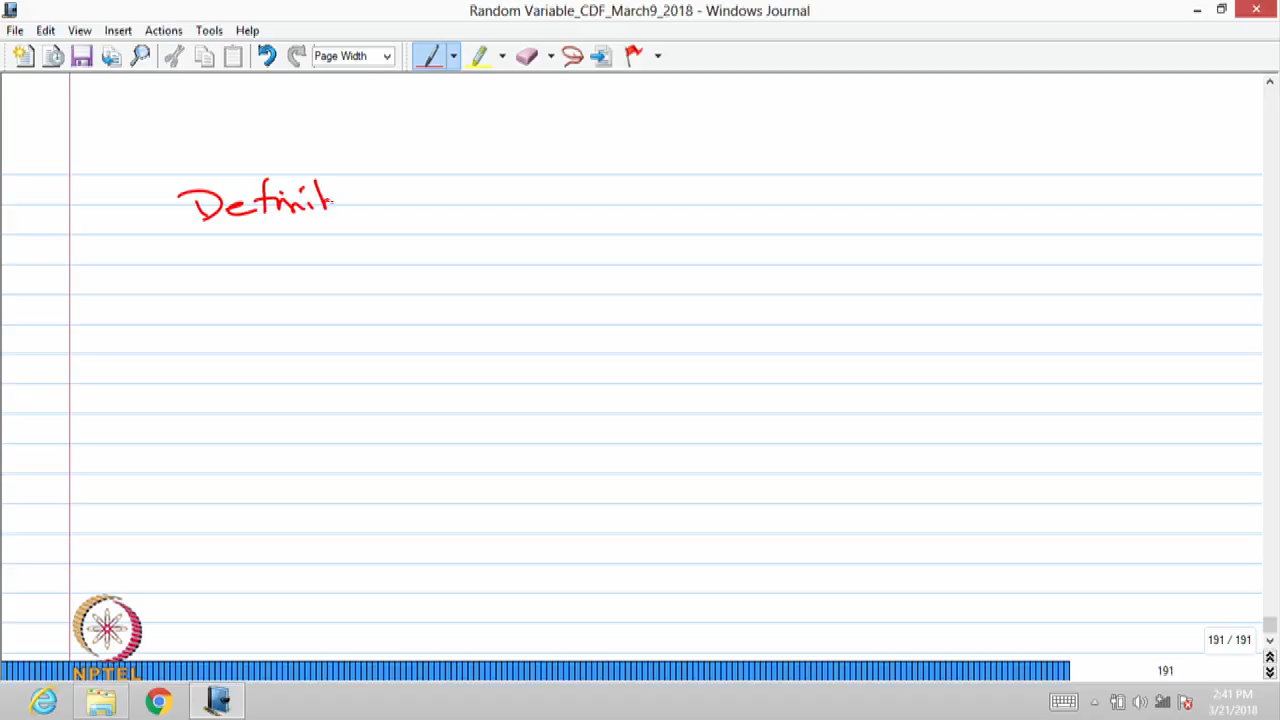 Random Variable_CDF_March9_2018 - Windows Journal
File Edit View Insert Actions Tools Help
Page Width
Definit
191 / 191
191
NPTEL
2:41 PM
3/21/2018